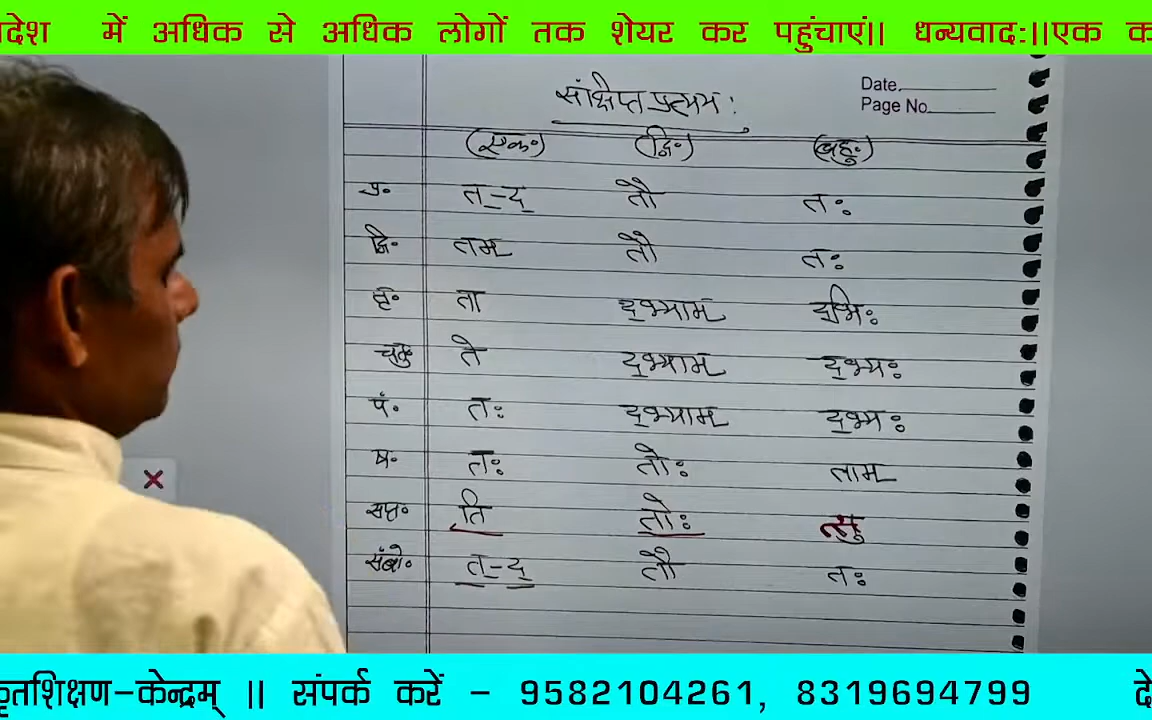 देश में अधिक से अधिक लोगों तक शेयर कर पहुंचाएं|| धन्यवादः||एक
संक्षिप्त प्रत्ययः
Date.
Page No.
(एक॰) (द्वि॰) (बहु॰)
प्र॰ त्-द् तौ तः
द्वि॰ तम् तौ तः
तृ॰ ता द्भ्याम् द्भिः
चतु॰ ते द्भ्याम् द्भ्यः
पं॰ तः द्भ्याम् द्भ्यः
ष॰ तः तोः ताम्
सप्त॰ ति तोः त्सु
संबो॰ त्-द् तौ तः
कृतशिक्षण-केन्द्रम् || संपर्क करें - 9582104261, 8319694799 दे